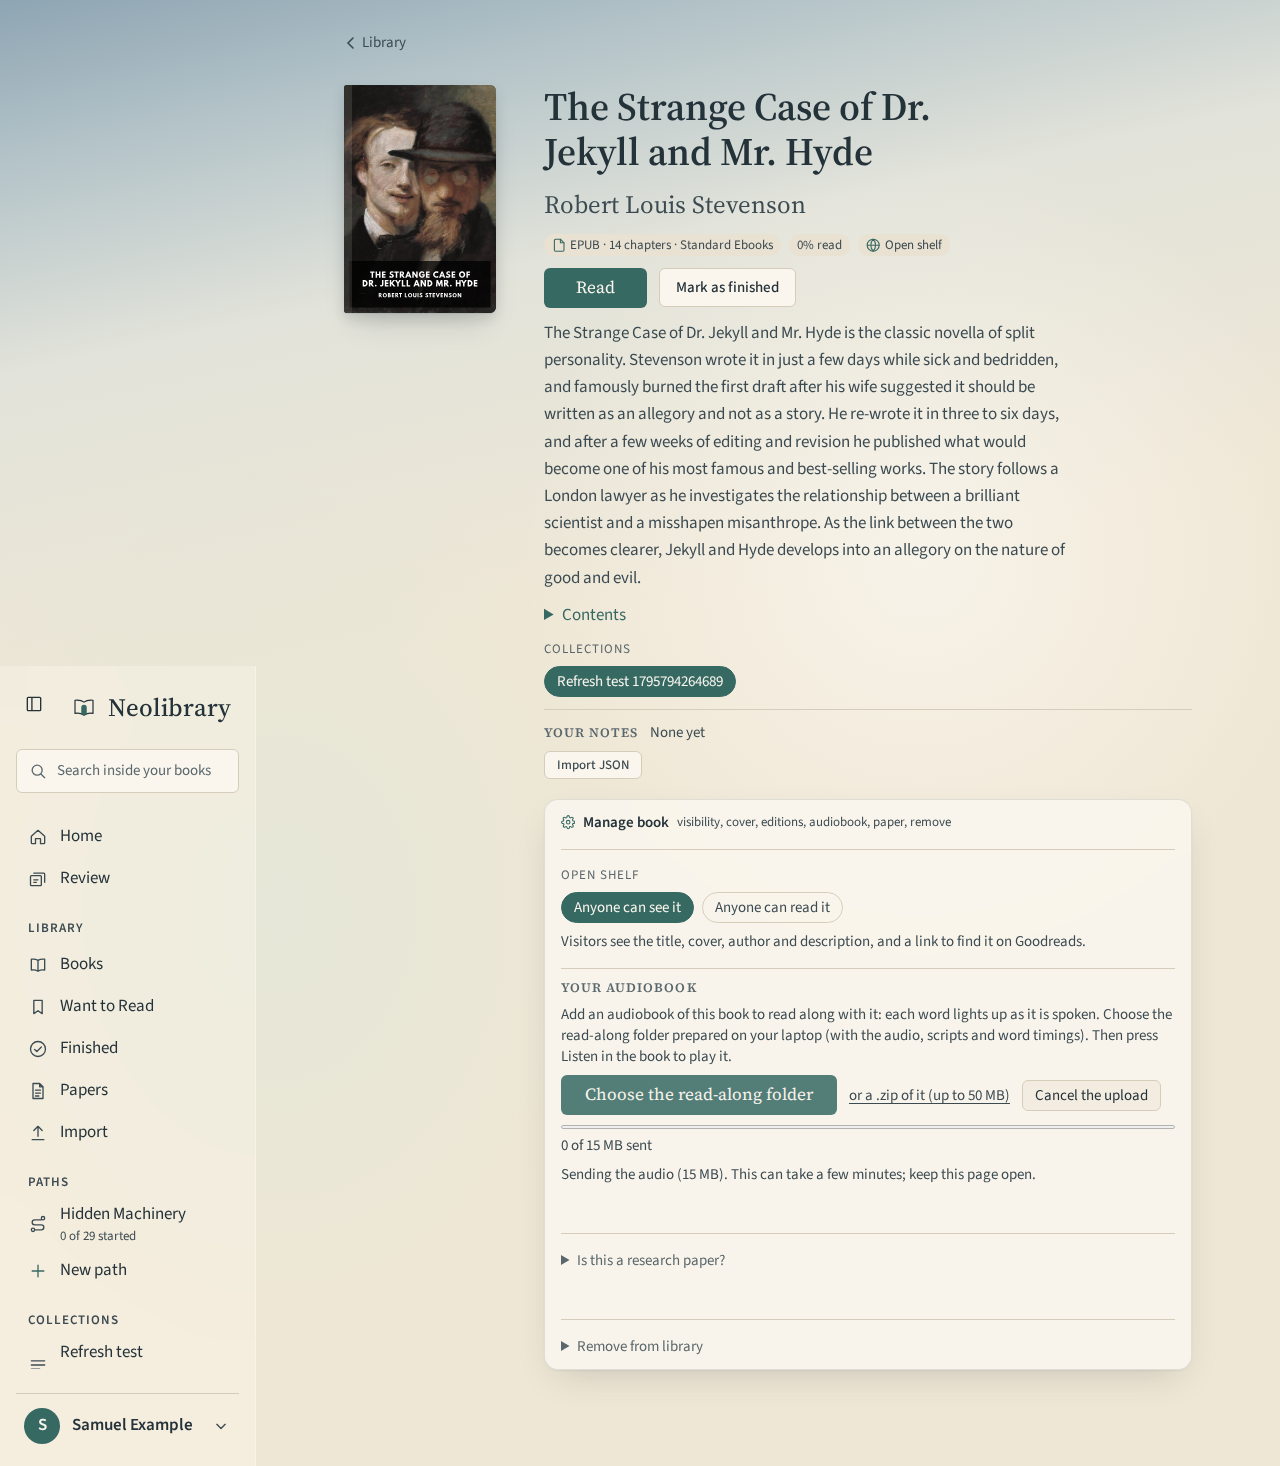 Library
THE STRANGE CASE OF
DR. JEKYLL AND MR. HYDE
ROBERT LOUIS STEVENSON
The Strange Case of Dr.
Jekyll and Mr. Hyde
Robert Louis Stevenson
EPUB · 14 chapters · Standard Ebooks
0% read
Open shelf
Read
Mark as finished
The Strange Case of Dr. Jekyll and Mr. Hyde is the classic novella of split
personality. Stevenson wrote it in just a few days while sick and bedridden,
and famously burned the first draft after his wife suggested it should be
written as an allegory and not as a story. He re-wrote it in three to six days,
and after a few weeks of editing and revision he published what would
become one of his most famous and best-selling works. The story follows a
London lawyer as he investigates the relationship between a brilliant
scientist and a misshapen misanthrope. As the link between the two
becomes clearer, Jekyll and Hyde develops into an allegory on the nature of
good and evil.
Contents
COLLECTIONS
Refresh test 1795794264689
YOUR NOTES None yet
Import JSON
Manage book visibility, cover, editions, audiobook, paper, remove
OPEN SHELF
Anyone can see it
Anyone can read it
Visitors see the title, cover, author and description, and a link to find it on Goodreads.
YOUR AUDIOBOOK
Add an audiobook of this book to read along with it: each word lights up as it is spoken. Choose the
read-along folder prepared on your laptop (with the audio, scripts and word timings). Then press
Listen in the book to play it.
Choose the read-along folder
or a .zip of it (up to 50 MB)
Cancel the upload
0 of 15 MB sent
Sending the audio (15 MB). This can take a few minutes; keep this page open.
Is this a research paper?
Remove from library
Neolibrary
Search inside your books
Home
Review
LIBRARY
Books
Want to Read
Finished
Papers
Import
PATHS
Hidden Machinery
0 of 29 started
New path
COLLECTIONS
Refresh test
S
Samuel Example